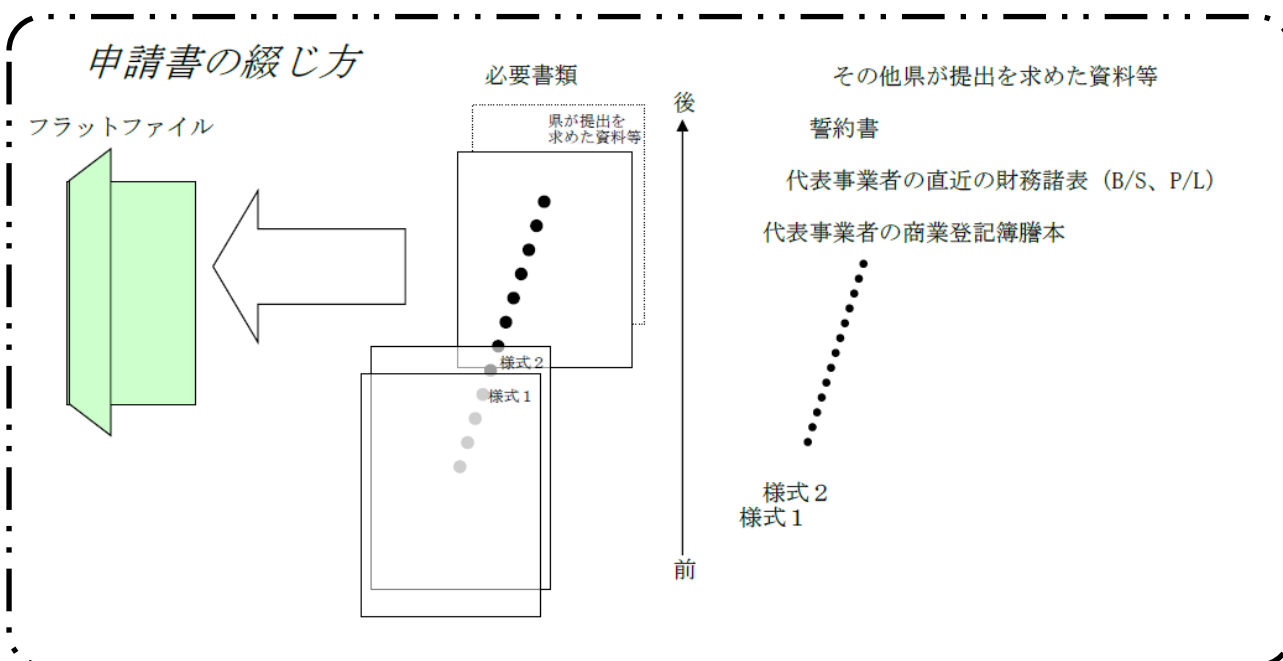 申請書の綴じ方
フラットファイル
必要書類
県が提出を
求めた資料等
様式２
様式１
後
前
その他県が提出を求めた資料等
誓約書
代表事業者の直近の財務諸表（B/S、P/L）
代表事業者の商業登記簿謄本
様式２
様式１